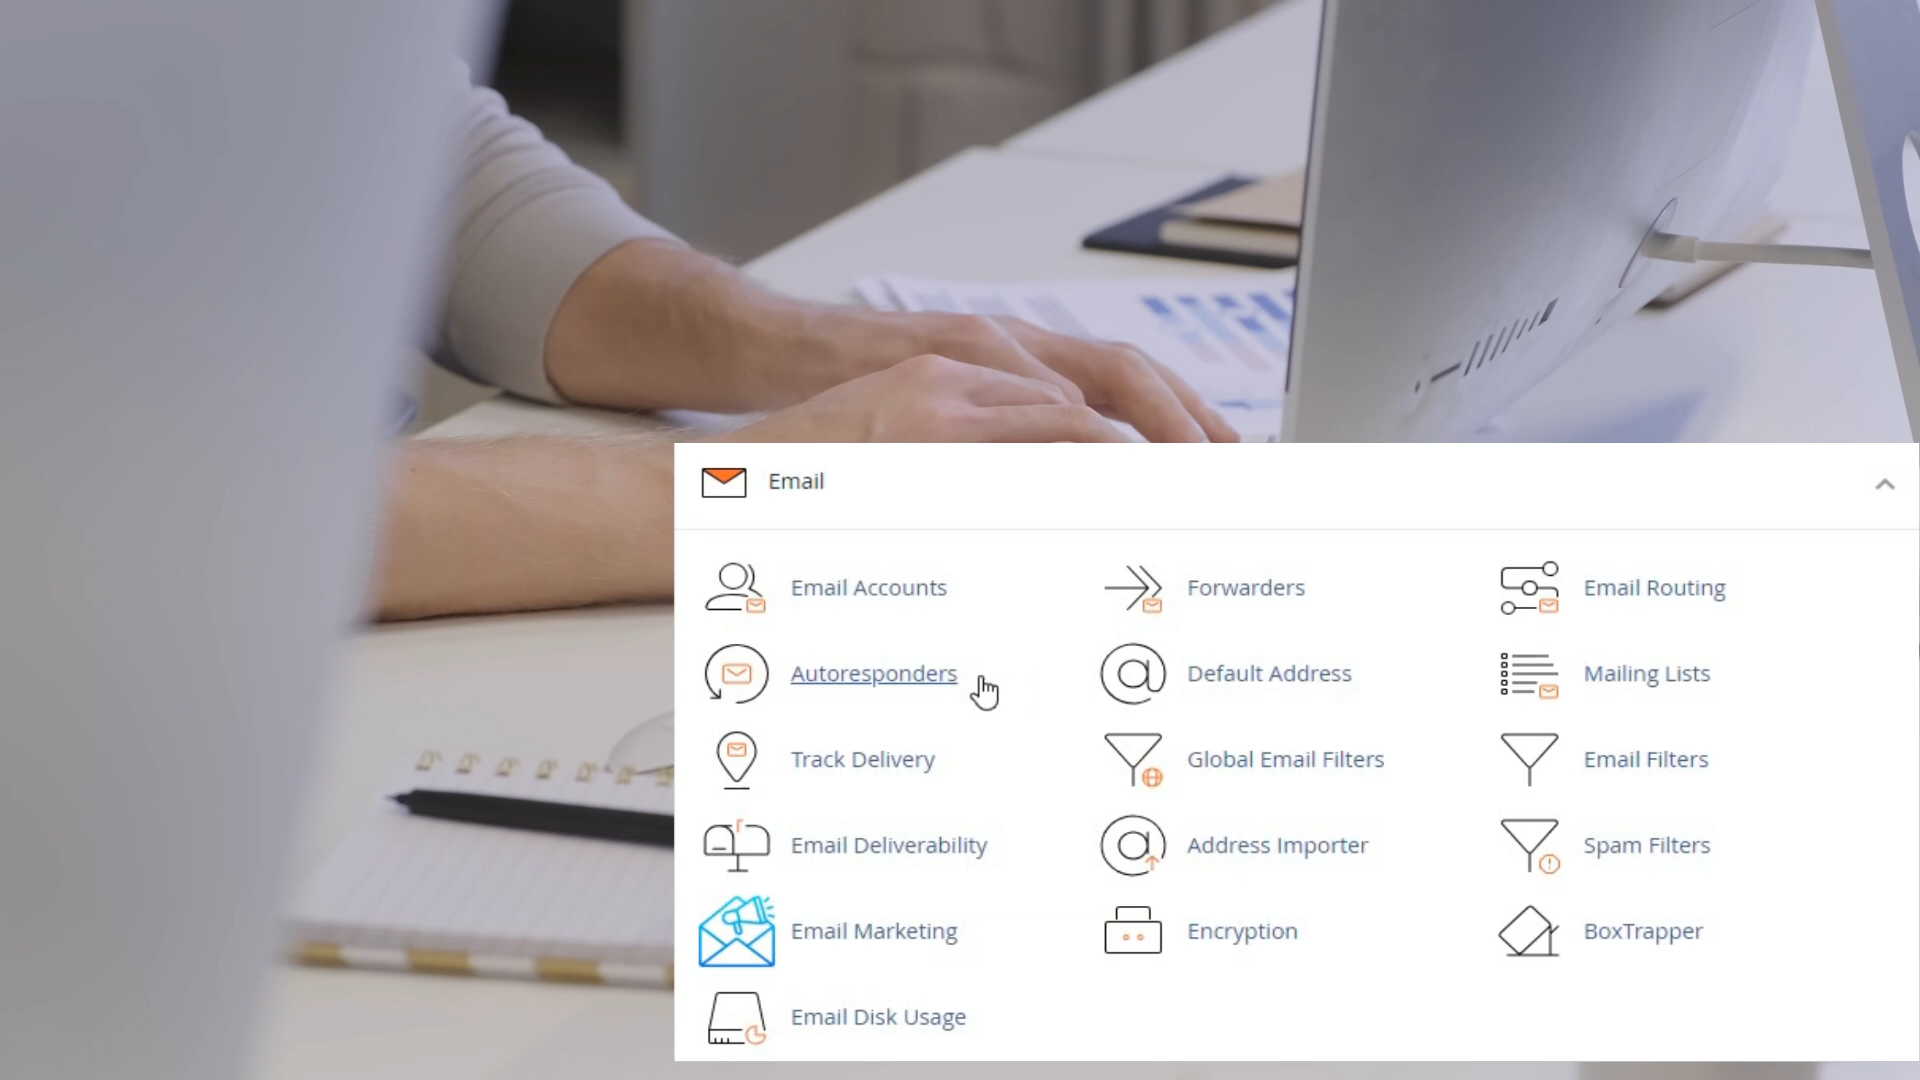 Email
Email Accounts
Forwarders
Email Routing
Autoresponders
Default Address
Mailing Lists
Track Delivery
Global Email Filters
Email Filters
Email Deliverability
Address Importer
Spam Filters
Email Marketing
Encryption
BoxTrapper
Email Disk Usage